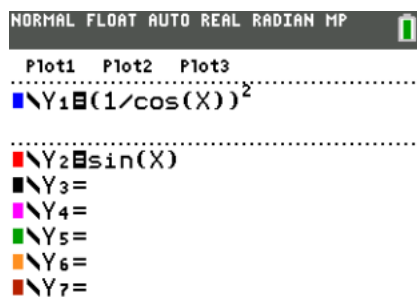 NORMAL FLOAT AUTO REAL RADIAN MP
Plot1 Plot2 Plot3
\Y₁=(1/cos(X))²
\Y₂=sin(X)
\Y₃=
\Y₄=
\Y₅=
\Y₆=
\Y₇=